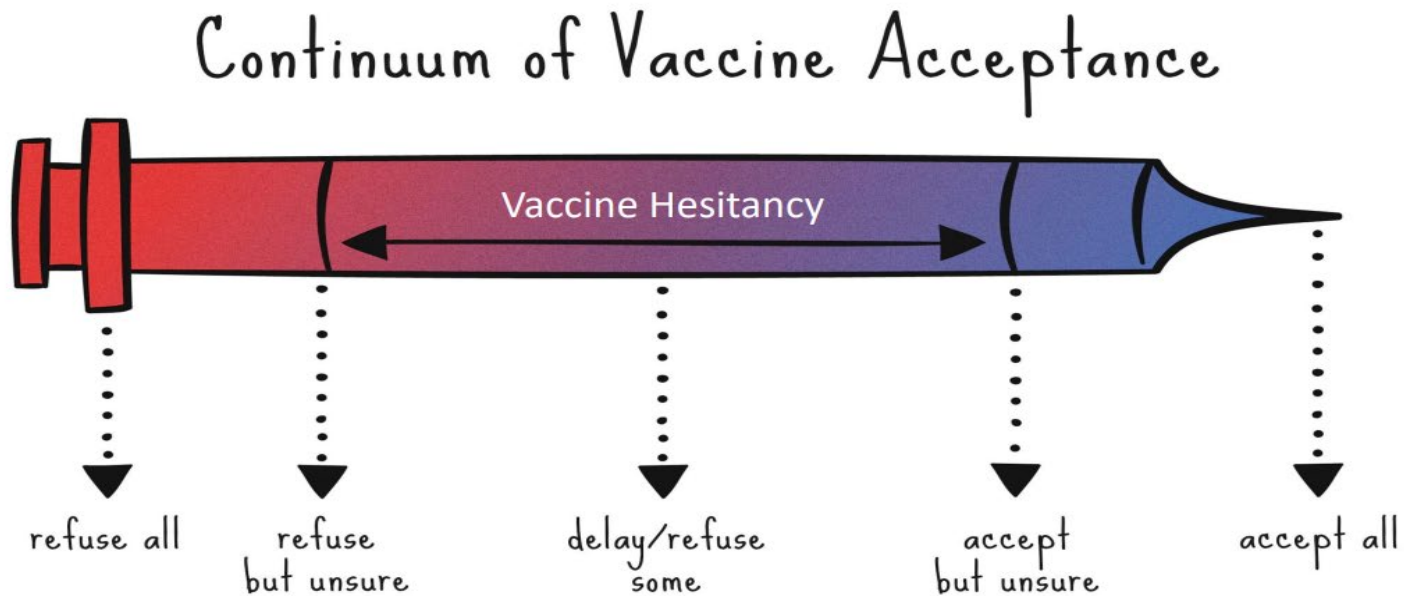 Continuum of Vaccine Acceptance
Vaccine Hesitancy
refuse all
refuse
but unsure
delay/refuse
some
accept
but unsure
accept all